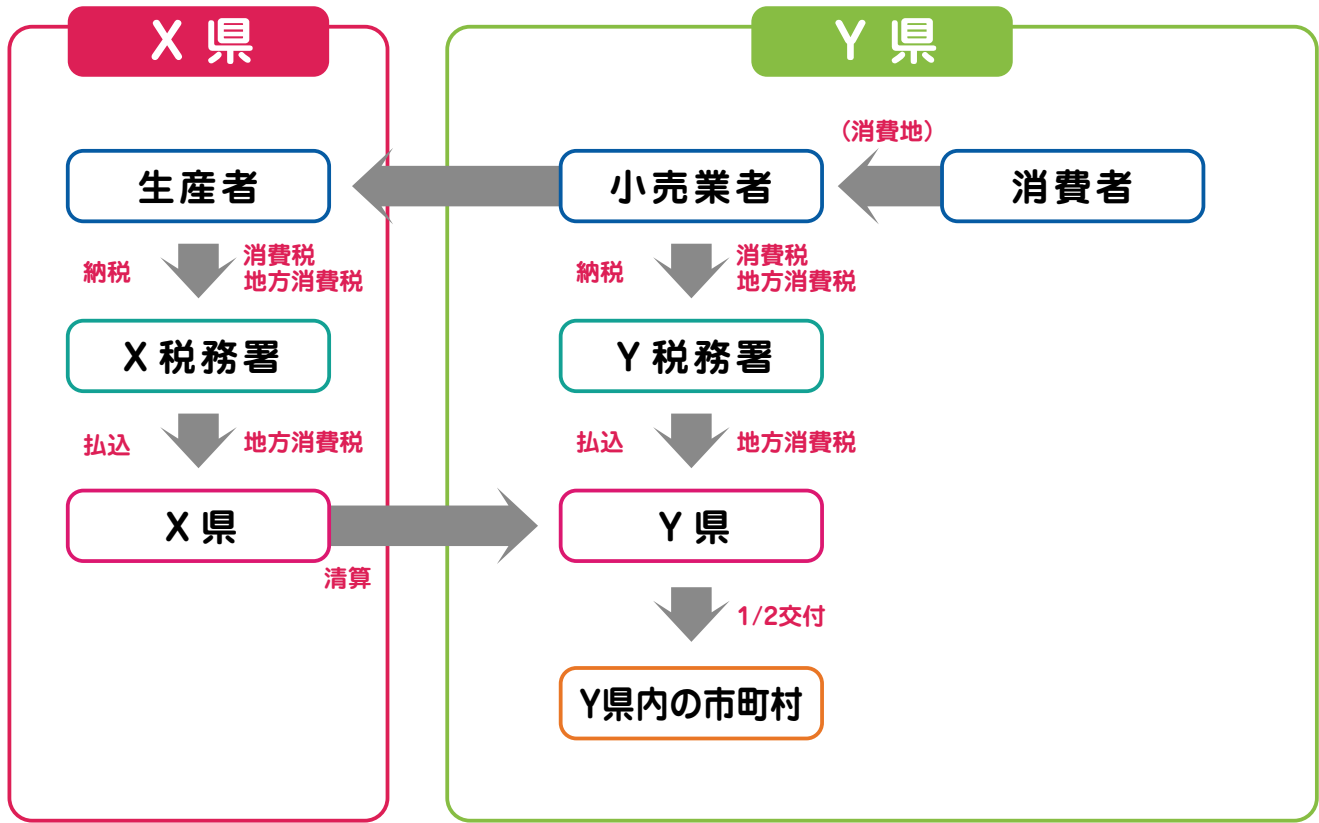 X 県
Y 県
（消費地）
生産者
小売業者
消費者
納税
消費税
地方消費税
納税
消費税
地方消費税
X 税務署
Y 税務署
払込
地方消費税
払込
地方消費税
X 県
Y 県
清算
1/2交付
Y県内の市町村